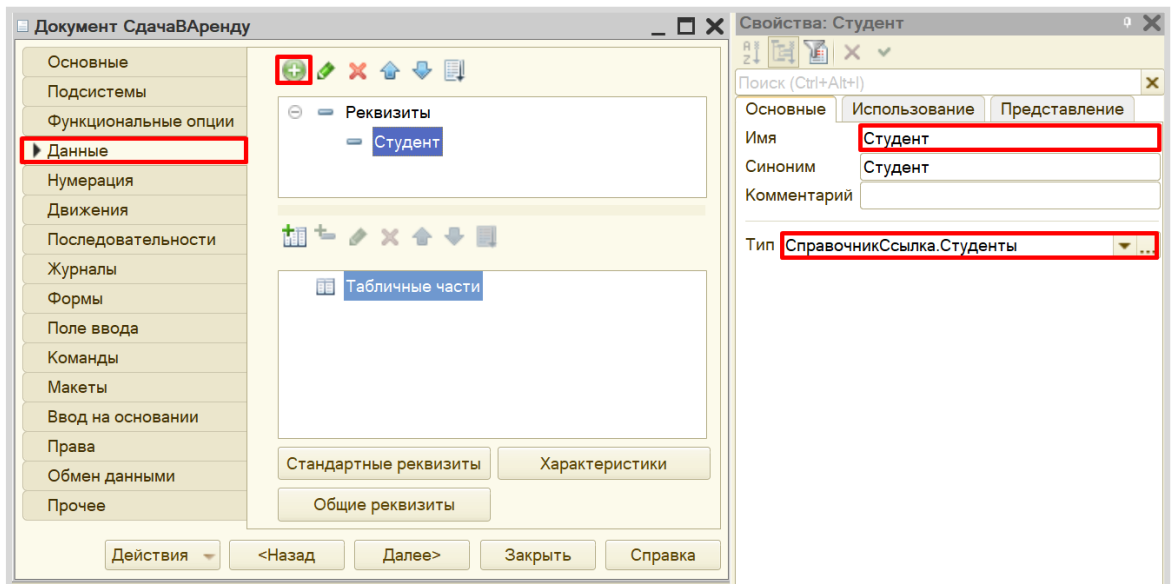 Документ СдачаВАренду
Основные
Подсистемы
Функциональные опции
Данные
Нумерация
Движения
Последовательности
Журналы
Формы
Поле ввода
Команды
Макеты
Ввод на основании
Права
Обмен данными
Прочее
Реквизиты
Студент
Табличные части
Стандартные реквизиты
Характеристики
Общие реквизиты
Действия
<Назад
Далее>
Закрыть
Справка
Свойства: Студент
Поиск (Ctrl+Alt+I)
Основные
Использование
Представление
Имя
Студент
Синоним
Студент
Комментарий
Тип
СправочникСсылка.Студенты
...